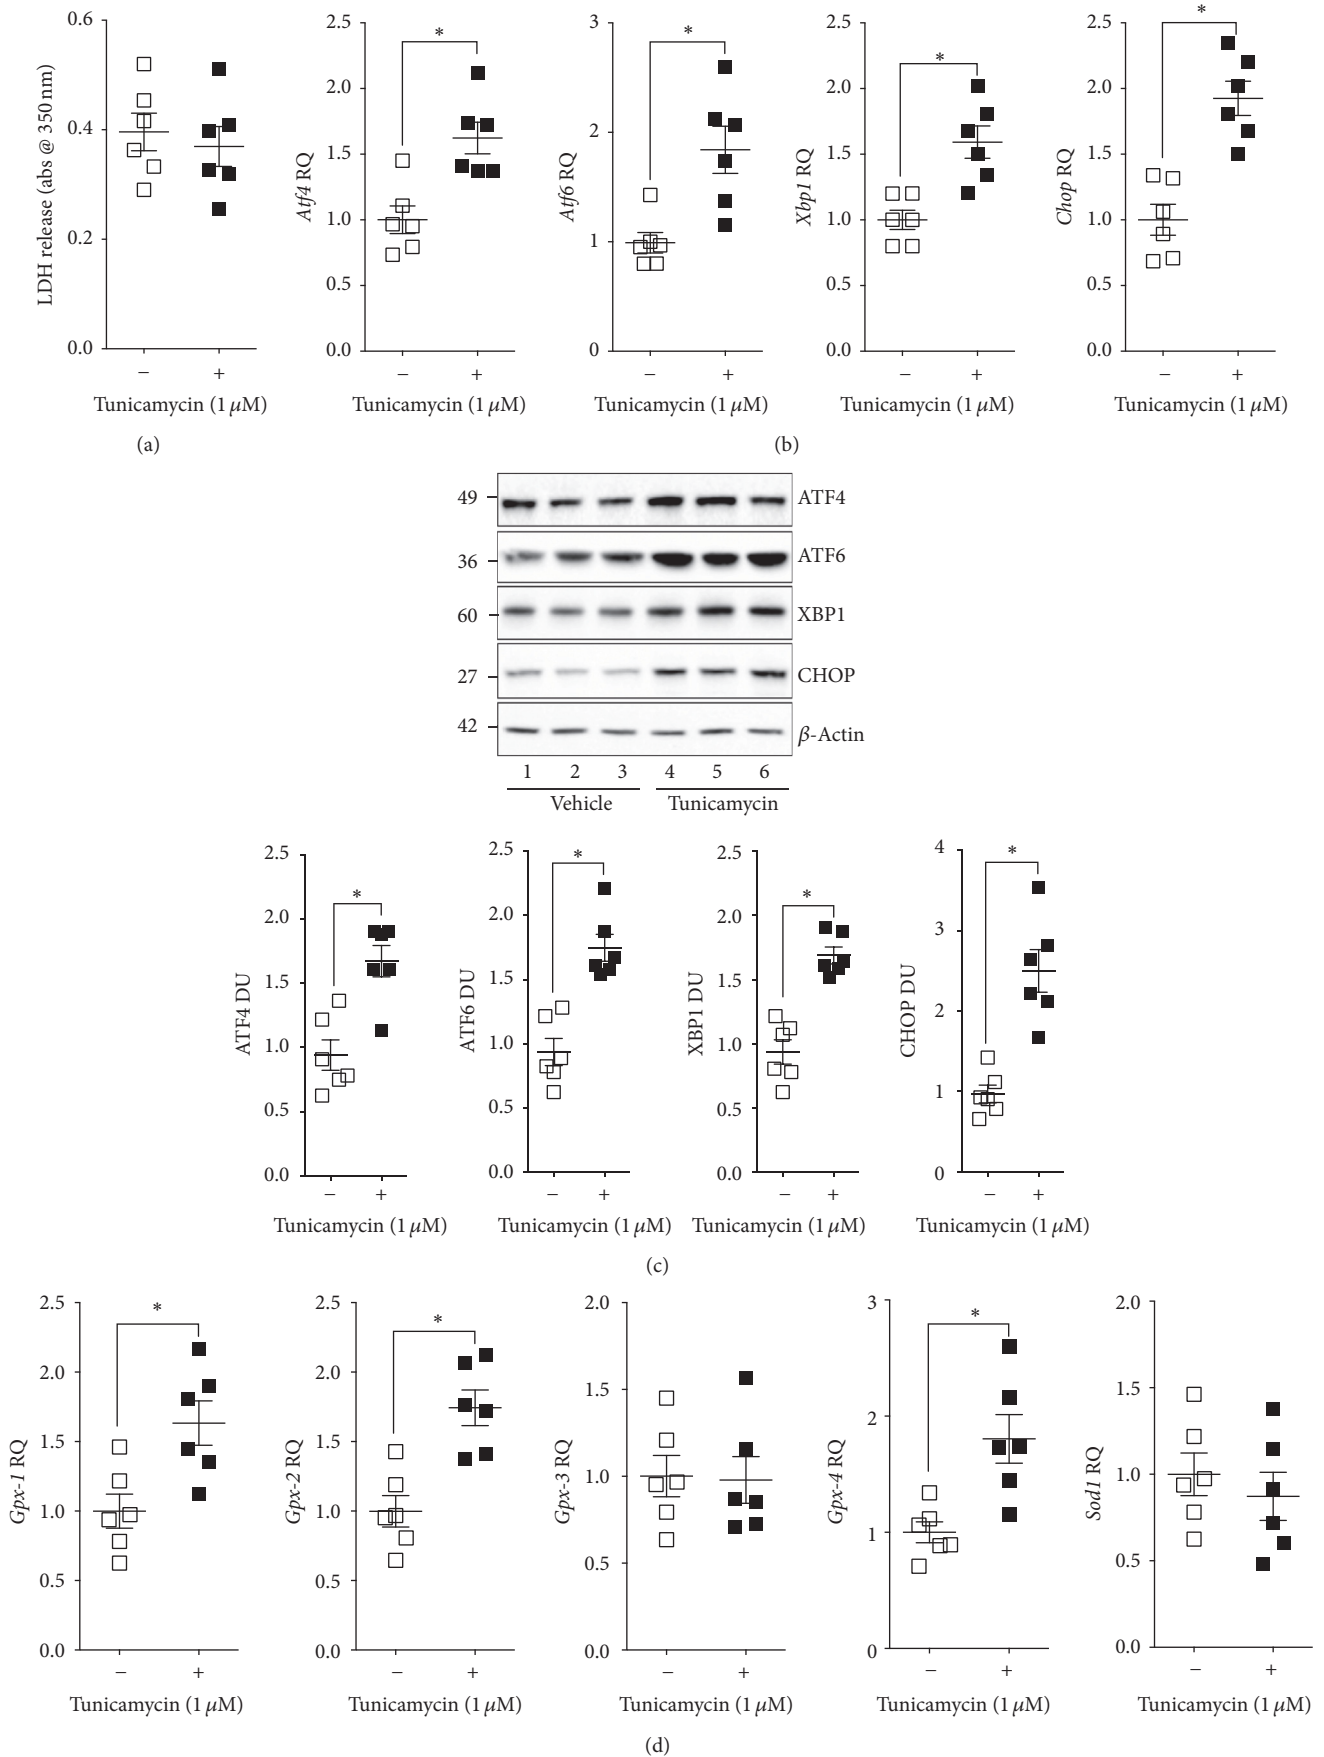 LDH release (abs @ 350 nm)
0.6
0.4
0.2
0.0
− +
Tunicamycin (1 μM)
(a)
Atf4 RQ
2.5
2.0
1.5
1.0
0.5
0.0
*
− +
Tunicamycin (1 μM)
Atf6 RQ
3
2
1
0
*
− +
Tunicamycin (1 μM)
Xbp1 RQ
2.5
2.0
1.5
1.0
0.5
0.0
*
− +
Tunicamycin (1 μM)
Chop RQ
2.5
2.0
1.5
1.0
0.5
0.0
*
− +
Tunicamycin (1 μM)
(b)
49 ATF4
36 ATF6
60 XBP1
27 CHOP
42 β-Actin
1 2 3 4 5 6
Vehicle Tunicamycin
ATF4 DU
2.5
2.0
1.5
1.0
0.5
0.0
*
− +
Tunicamycin (1 μM)
ATF6 DU
2.5
2.0
1.5
1.0
0.5
0.0
*
− +
Tunicamycin (1 μM)
XBP1 DU
2.5
2.0
1.5
1.0
0.5
0.0
*
− +
Tunicamycin (1 μM)
CHOP DU
4
3
2
1
0
*
− +
Tunicamycin (1 μM)
(c)
Gpx-1 RQ
2.5
2.0
1.5
1.0
0.5
0.0
*
− +
Tunicamycin (1 μM)
Gpx-2 RQ
2.5
2.0
1.5
1.0
0.5
0.0
*
− +
Tunicamycin (1 μM)
Gpx-3 RQ
2.0
1.5
1.0
0.5
0.0
− +
Tunicamycin (1 μM)
Gpx-4 RQ
3
2
1
0
*
− +
Tunicamycin (1 μM)
Sod1 RQ
2.0
1.5
1.0
0.5
0.0
− +
Tunicamycin (1 μM)
(d)